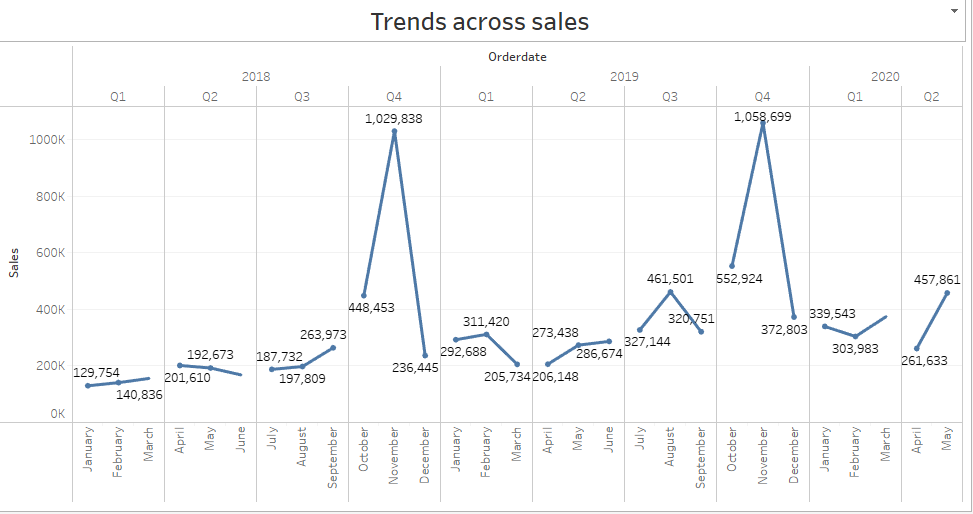 Trends across sales
Orderdate
2018 2019 2020
Q1 Q2 Q3 Q4 Q1 Q2 Q3 Q4 Q1 Q2
1,029,838 1,058,699
1000K
800K
600K
Sales
461,501 457,861
448,453 552,924
400K
311,420 320,751 339,543
263,973 273,438 327,144 372,803
192,673 292,688 286,674 303,983
187,732 236,445 261,633
200K
129,754 201,610 197,809 205,734 206,148
140,836
0K
January February March April May June July August September October November December January February March April May June July August September October November December January February March April May